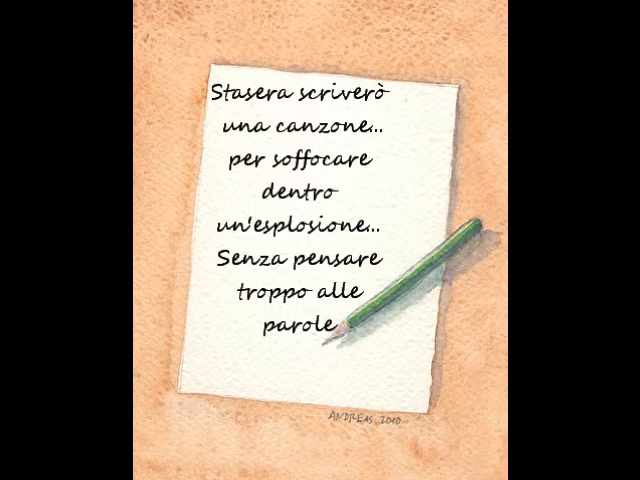 Stasera scriverò
una canzone...
per soffocare
dentro
un'esplosione...
Senza pensare
troppo alle
parole
ANDREAS 2010